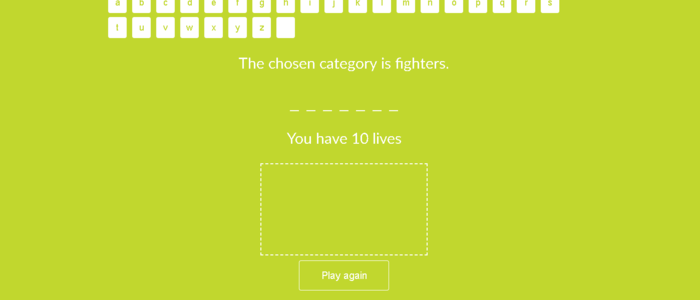 a b c d e f g h i j k l m n o p q r s
t u v w x y z
The chosen category is fighters.
_ _ _ _ _ _ _
You have 10 lives
Play again